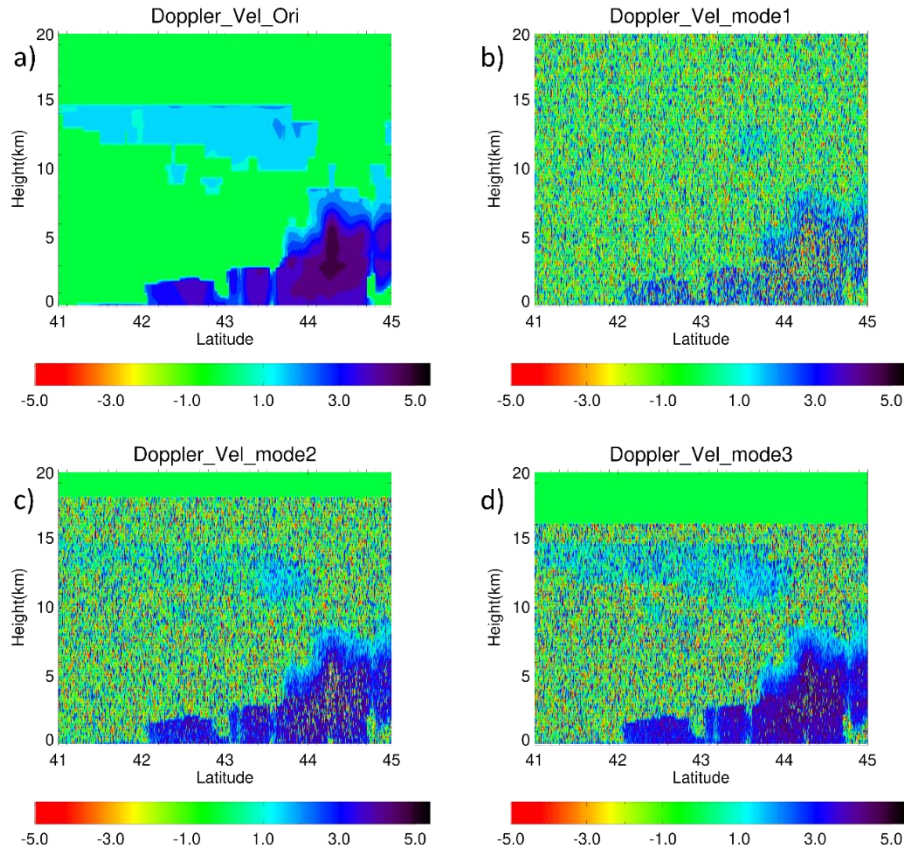 Doppler_Vel_Ori
a)
20
15
10
5
0
Height(km)
41 42 43 44 45
Latitude
-5.0 -3.0 -1.0 1.0 3.0 5.0
Doppler_Vel_mode1
b)
20
15
10
5
0
Height(km)
41 42 43 44 45
Latitude
-5.0 -3.0 -1.0 1.0 3.0 5.0
Doppler_Vel_mode2
c)
20
15
10
5
0
Height(km)
41 42 43 44 45
Latitude
-5.0 -3.0 -1.0 1.0 3.0 5.0
Doppler_Vel_mode3
d)
20
15
10
5
0
Height(km)
41 42 43 44 45
Latitude
-5.0 -3.0 -1.0 1.0 3.0 5.0